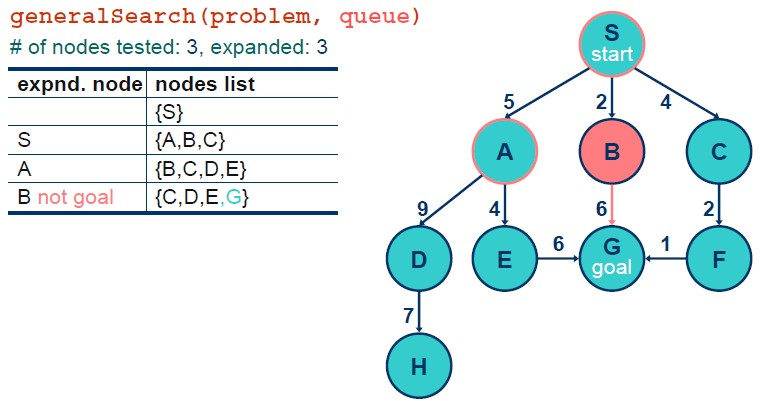 generalSearch(problem, queue)
# of nodes tested: 3, expanded: 3
expnd. node nodes list
{S}
S {A,B,C}
A {B,C,D,E}
B not goal {C,D,E,G}
S
start
5 2 4
A B C
9 4 6 2
D E 6 G 1 F
goal
7
H